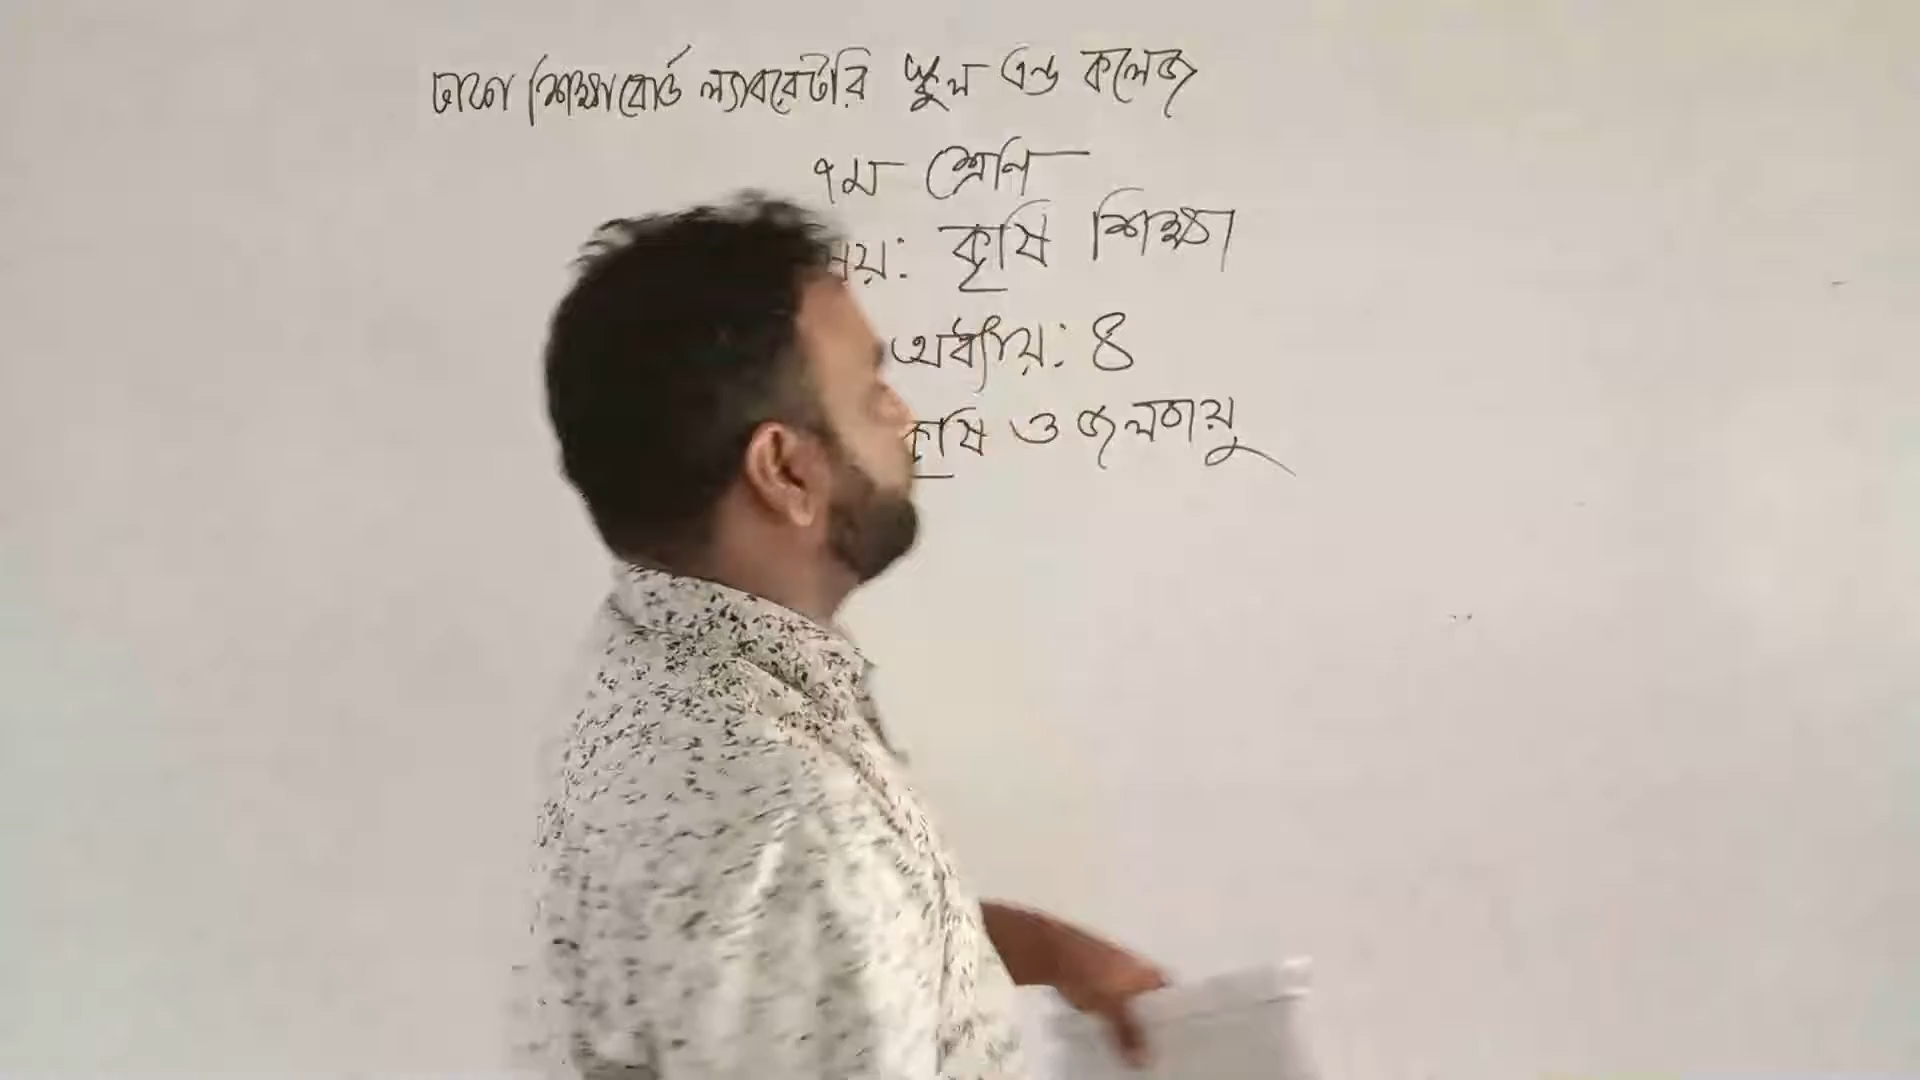 ঢাকা শিক্ষাবোর্ড ল্যাবরেটরি স্কুল এন্ড কলেজ
৭ম শ্রেণি
য়: কৃষি শিক্ষা
অধ্যায়: ৪
কৃষি ও জলবায়ু